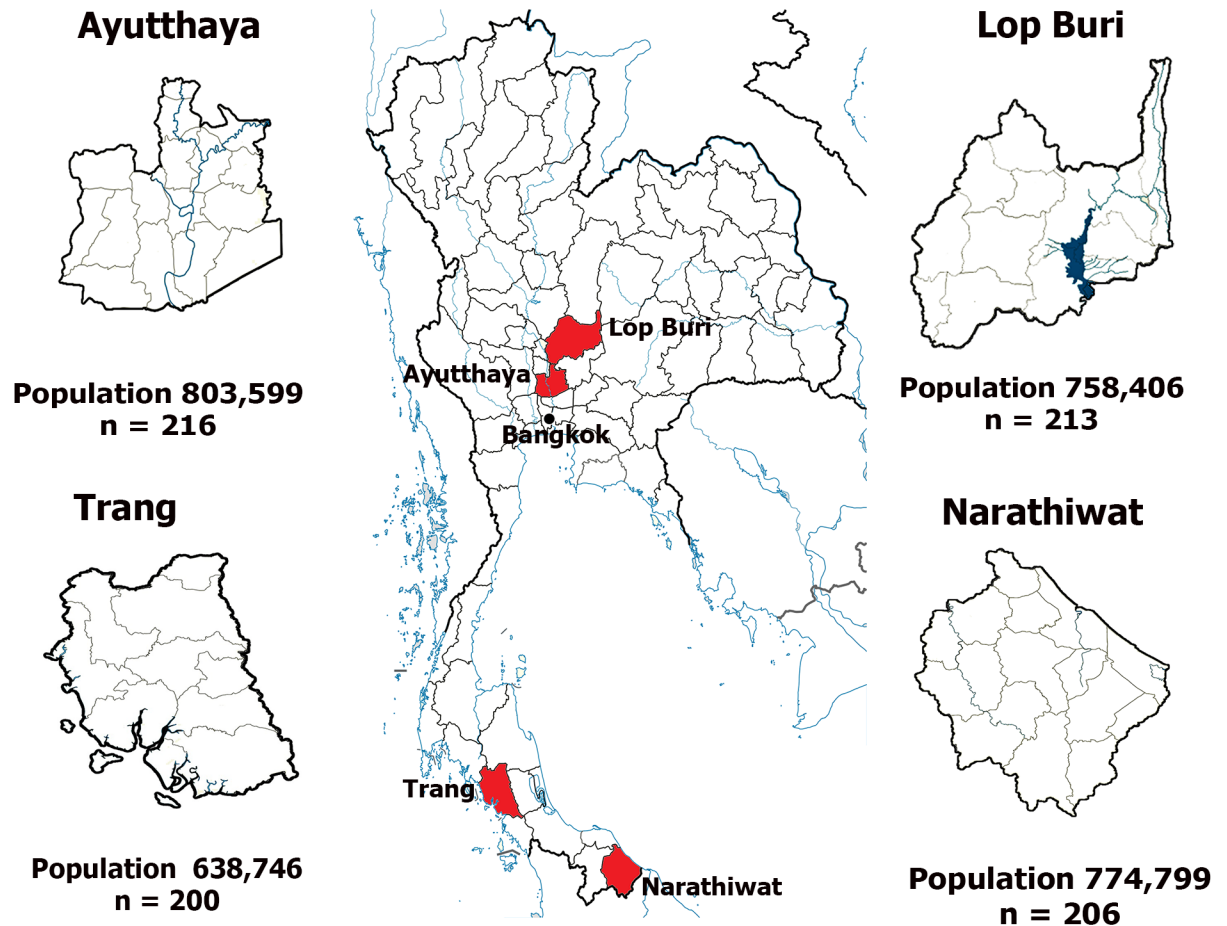 Ayutthaya
Population 803,599
n = 216
Lop Buri
Population 758,406
n = 213
Lop Buri
Ayutthaya
Bangkok
Trang
Narathiwat
Trang
Population 638,746
n = 200
Narathiwat
Population 774,799
n = 206